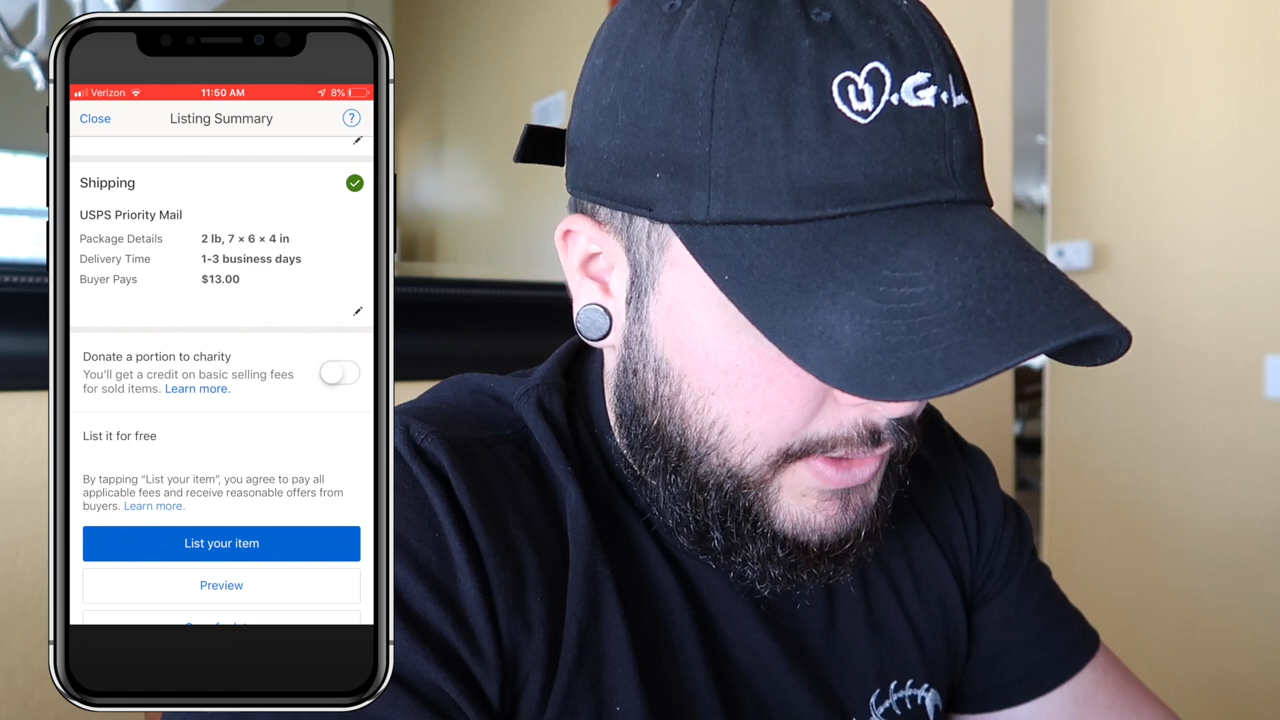 Verizon 11:50 AM 8%
Close Listing Summary ?
Shipping
USPS Priority Mail
Package Details 2 lb, 7 × 6 × 4 in
Delivery Time 1-3 business days
Buyer Pays $13.00
Donate a portion to charity
You'll get a credit on basic selling fees
for sold items. Learn more.
List it for free
By tapping “List your item”, you agree to pay all
applicable fees and receive reasonable offers from
buyers. Learn more.
List your item
Preview
u.G.L